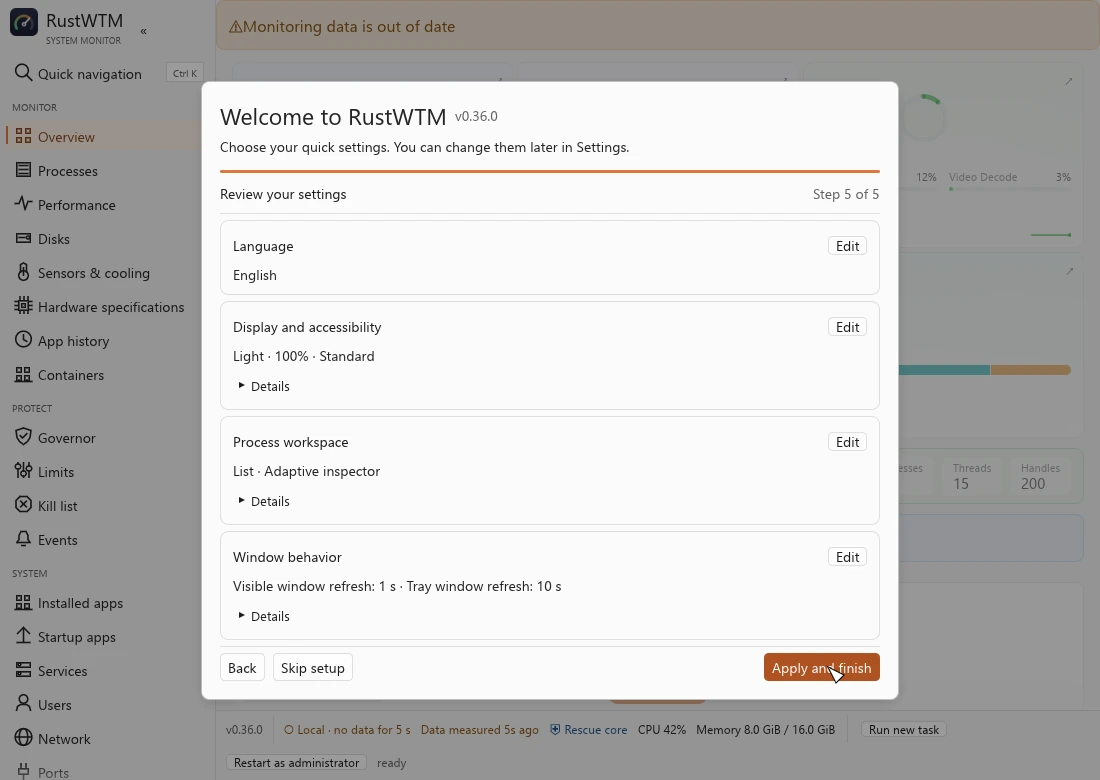 RustWTM
SYSTEM MONITOR
«
Quick navigation
Ctrl K
MONITOR
Overview
Processes
Performance
Disks
Sensors & cooling
Hardware specifications
App history
Containers
PROTECT
Governor
Limits
Kill list
Events
SYSTEM
Installed apps
Startup apps
Services
Users
Network
Ports
Monitoring data is out of date
12%
Video Decode
3%
Threads
15
Handles
200
Welcome to RustWTM v0.36.0
Choose your quick settings. You can change them later in Settings.
Review your settings
Step 5 of 5
Language
Edit
English
Display and accessibility
Edit
Light · 100% · Standard
Details
Process workspace
Edit
List · Adaptive inspector
Details
Window behavior
Edit
Visible window refresh: 1 s · Tray window refresh: 10 s
Details
Back
Skip setup
Apply and finish
v0.36.0
Local · no data for 5 s
Data measured 5s ago
Rescue core
CPU 42%
Memory 8.0 GiB / 16.0 GiB
Run new task
Restart as administrator
ready